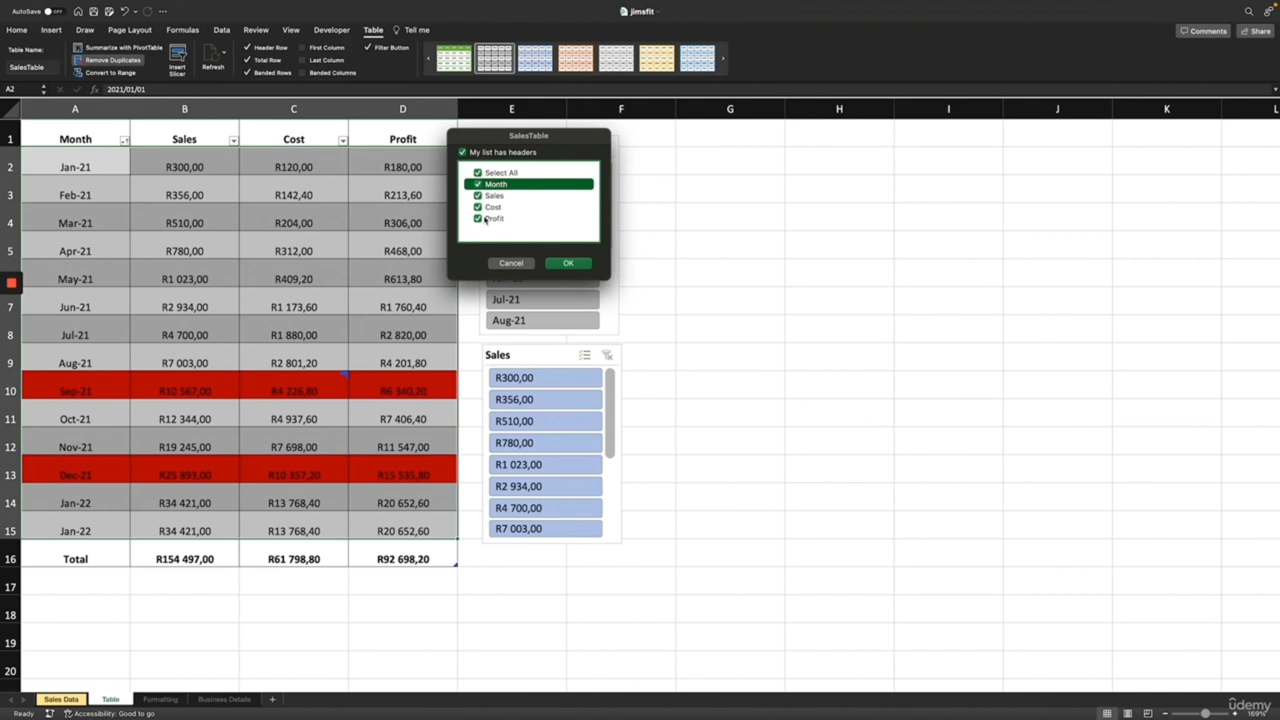 AutoSave OFF
jimsfit
Home Insert Draw Page Layout Formulas Data Review View Developer Table Tell me
Comments Share
Table Name:
SalesTable
Summarize with PivotTable
Remove Duplicates
Convert to Range
Insert Slicer
Refresh
Header Row First Column Filter Button
Total Row Last Column
Banded Rows Banded Columns
A2 fx 2021/01/01
A B C D E F G H I J K L
1 Month Sales Cost Profit
2 Jan-21 R300,00 R120,00 R180,00
3 Feb-21 R356,00 R142,40 R213,60
4 Mar-21 R510,00 R204,00 R306,00
5 Apr-21 R780,00 R312,00 R468,00
May-21 R1 023,00 R409,20 R613,80
7 Jun-21 R2 934,00 R1 173,60 R1 760,40
8 Jul-21 R4 700,00 R1 880,00 R2 820,00
9 Aug-21 R7 003,00 R2 801,20 R4 201,80
10 Sep-21 R10 567,00 R4 226,80 R6 340,20
11 Oct-21 R12 344,00 R4 937,60 R7 406,40
12 Nov-21 R19 245,00 R7 698,00 R11 547,00
13 Dec-21 R25 893,00 R10 357,20 R15 535,80
14 Jan-22 R34 421,00 R13 768,40 R20 652,60
15 Jan-22 R34 421,00 R13 768,40 R20 652,60
16 Total R154 497,00 R61 798,80 R92 698,20
17
18
19
20
SalesTable
My list has headers
Select All
Month
Sales
Cost
Profit
Cancel OK
Jul-21
Aug-21
Sales
R300,00
R356,00
R510,00
R780,00
R1 023,00
R2 934,00
R4 700,00
R7 003,00
Sales Data Table Formatting Business Details +
Ready Accessibility: Good to go
169%
udemy